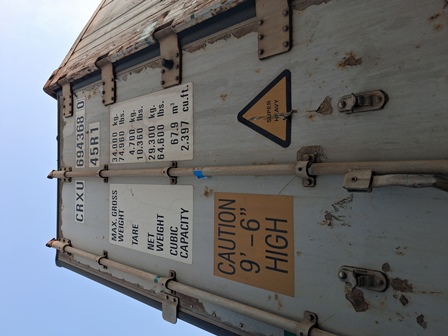 CRXU 694368 0
45R1
MAX. GROSS WEIGHT 34.000 kg.
74.960 lbs.
TARE 4.700 kg.
10.360 lbs.
NET WEIGHT 29.300 kg.
64.600 lbs.
CUBIC CAPACITY 67.9 m³
2.397 cu.ft.
SUPER HEAVY
CAUTION
9'-6"
HIGH